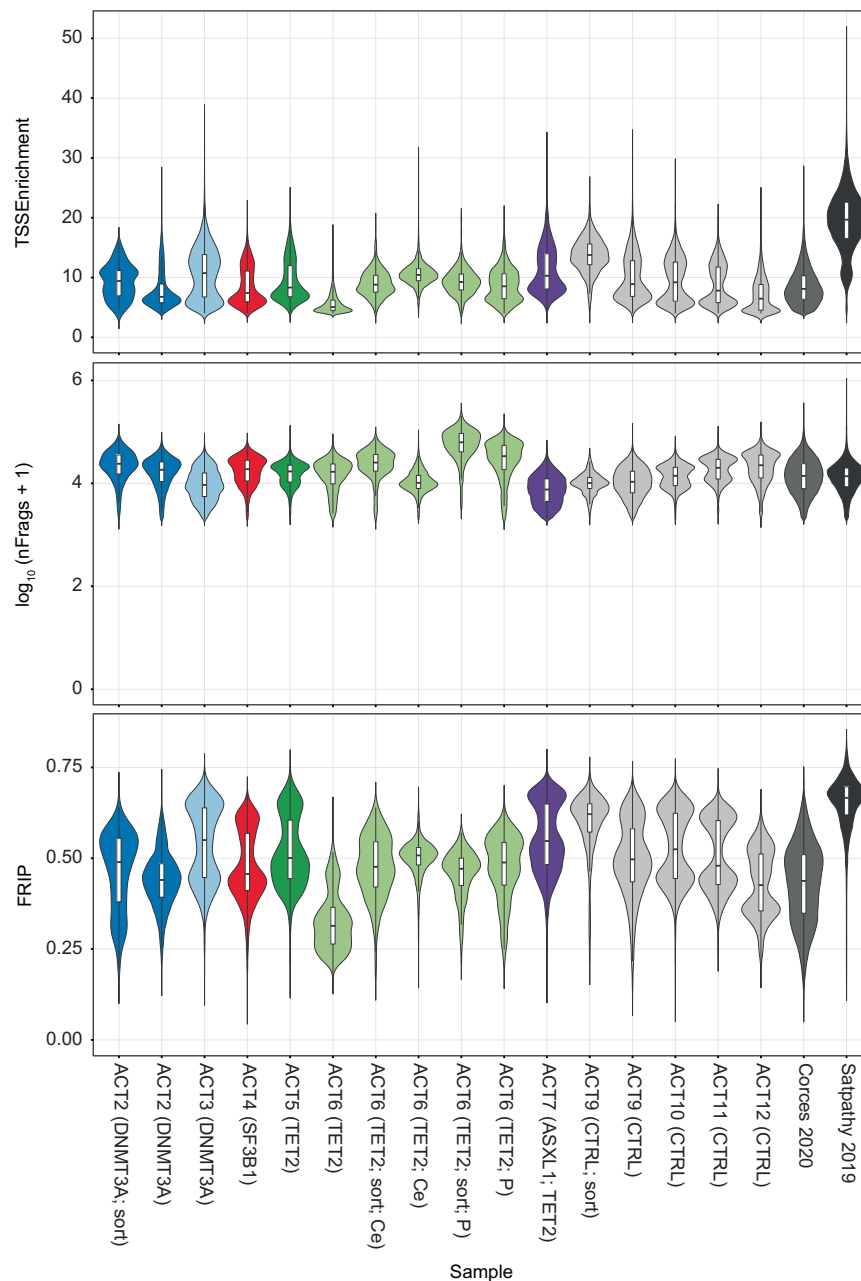 TSSEnrichment
50
40
30
20
10
0
log10 (nFrags + 1)
6
4
2
0
FRIP
0.75
0.50
0.25
0.00
ACT2 (DNMT3A; sort)
ACT2 (DNMT3A)
ACT3 (DNMT3A)
ACT4 (SF3B1)
ACT5 (TET2)
ACT6 (TET2)
ACT6 (TET2; sort; Ce)
ACT6 (TET2; Ce)
ACT6 (TET2; sort; P)
ACT6 (TET2; P)
ACT7 (ASXL1; TET2)
ACT9 (CTRL; sort)
ACT9 (CTRL)
ACT10 (CTRL)
ACT11 (CTRL)
ACT12 (CTRL)
Corces 2020
Satpathy 2019
Sample